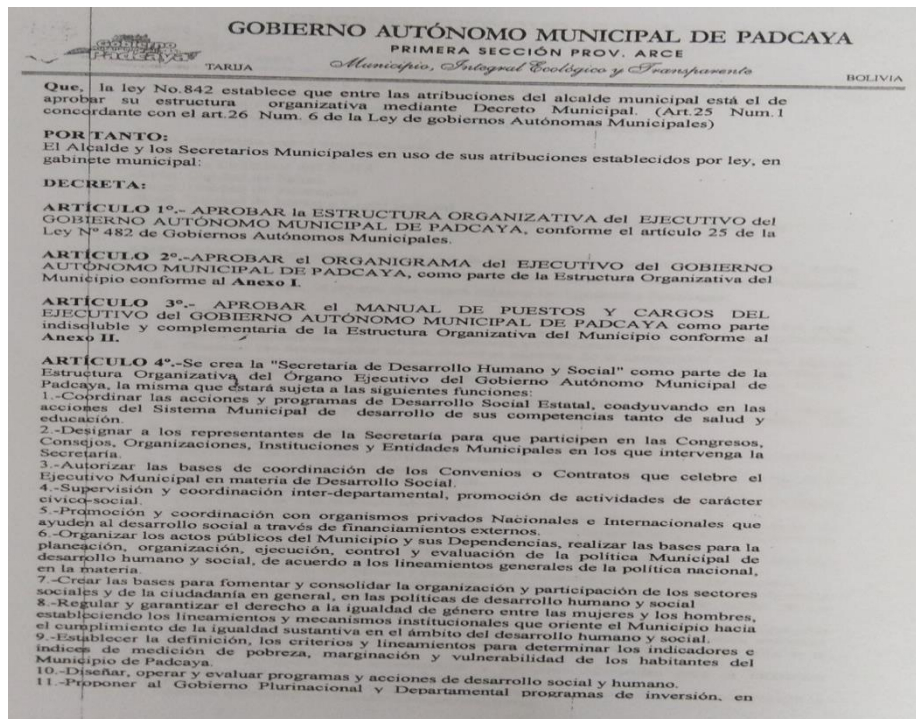 GOBIERNO AUTÓNOMO MUNICIPAL DE PADCAYA
PRIMERA SECCIÓN PROV. ARCE
TARIJA
Municipio, Integral Ecológico y Transparente
BOLIVIA
Que, la ley No.842 establece que entre las atribuciones del alcalde municipal está el de
aprobar su estructura organizativa mediante Decreto Municipal. (Art.25 Num.1
concordante con el art.26 Num. 6 de la Ley de gobiernos Autónomas Municipales)
POR TANTO:
El Alcalde y los Secretarios Municipales en uso de sus atribuciones establecidos por ley, en
gabinete municipal:
DECRETA:
ARTÍCULO 1º.- APROBAR la ESTRUCTURA ORGANIZATIVA del EJECUTIVO del
GOBIERNO AUTÓNOMO MUNICIPAL DE PADCAYA, conforme el artículo 25 de la
Ley Nº 482 de Gobiernos Autónomos Municipales.
ARTÍCULO 2º.-APROBAR el ORGANIGRAMA del EJECUTIVO del GOBIERNO
AUTÓNOMO MUNICIPAL DE PADCAYA, como parte de la Estructura Organizativa del
Municipio conforme al Anexo I.
ARTÍCULO 3º.- APROBAR el MANUAL DE PUESTOS Y CARGOS DEL
EJECUTIVO del GOBIERNO AUTÓNOMO MUNICIPAL DE PADCAYA como parte
indisoluble y complementaria de la Estructura Organizativa del Municipio conforme al
Anexo II.
ARTÍCULO 4º.-Se crea la "Secretaría de Desarrollo Humano y Social" como parte de la
Estructura Organizativa del Órgano Ejecutivo del Gobierno Autónomo Municipal de
Padcaya, la misma que estará sujeta a las siguientes funciones:
1.-Coordinar las acciones y programas de Desarrollo Social Estatal, coadyuvando en las
acciones del Sistema Municipal de desarrollo de sus competencias tanto de salud y
educación.
2.-Designar a los representantes de la Secretaría para que participen en las Congresos,
Consejos, Organizaciones, Instituciones y Entidades Municipales en los que intervenga la
Secretaría.
3.-Autorizar las bases de coordinación de los Convenios o Contratos que celebre el
Ejecutivo Municipal en materia de Desarrollo Social.
4.-Supervisión y coordinación inter-departamental, promoción de actividades de carácter
cívico-social.
5.-Promoción y coordinación con organismos privados Nacionales e Internacionales que
ayuden al desarrollo social a través de financiamientos externos.
6.-Organizar los actos públicos del Municipio y sus Dependencias, realizar las bases para la
planeación, organización, ejecución, control y evaluación de la política Municipal de
desarrollo humano y social, de acuerdo a los lineamientos generales de la política nacional,
en la materia.
7.-Crear las bases para fomentar y consolidar la organización y participación de los sectores
sociales y de la ciudadanía en general, en las políticas de desarrollo humano y social
8.-Regular y garantizar el derecho a la igualdad de género entre las mujeres y los hombres,
estableciendo los lineamientos y mecanismos institucionales que oriente el Municipio hacia
el cumplimiento de la igualdad sustantiva en el ámbito del desarrollo humano y social.
9.-Establecer la definición, los criterios y lineamientos para determinar los indicadores e
índices de medición de pobreza, marginación y vulnerabilidad de los habitantes del
Municipio de Padcaya.
10.-Diseñar, operar y evaluar programas y acciones de desarrollo social y humano.
11.-Proponer al Gobierno Plurinacional y Departamental programas de inversión, en